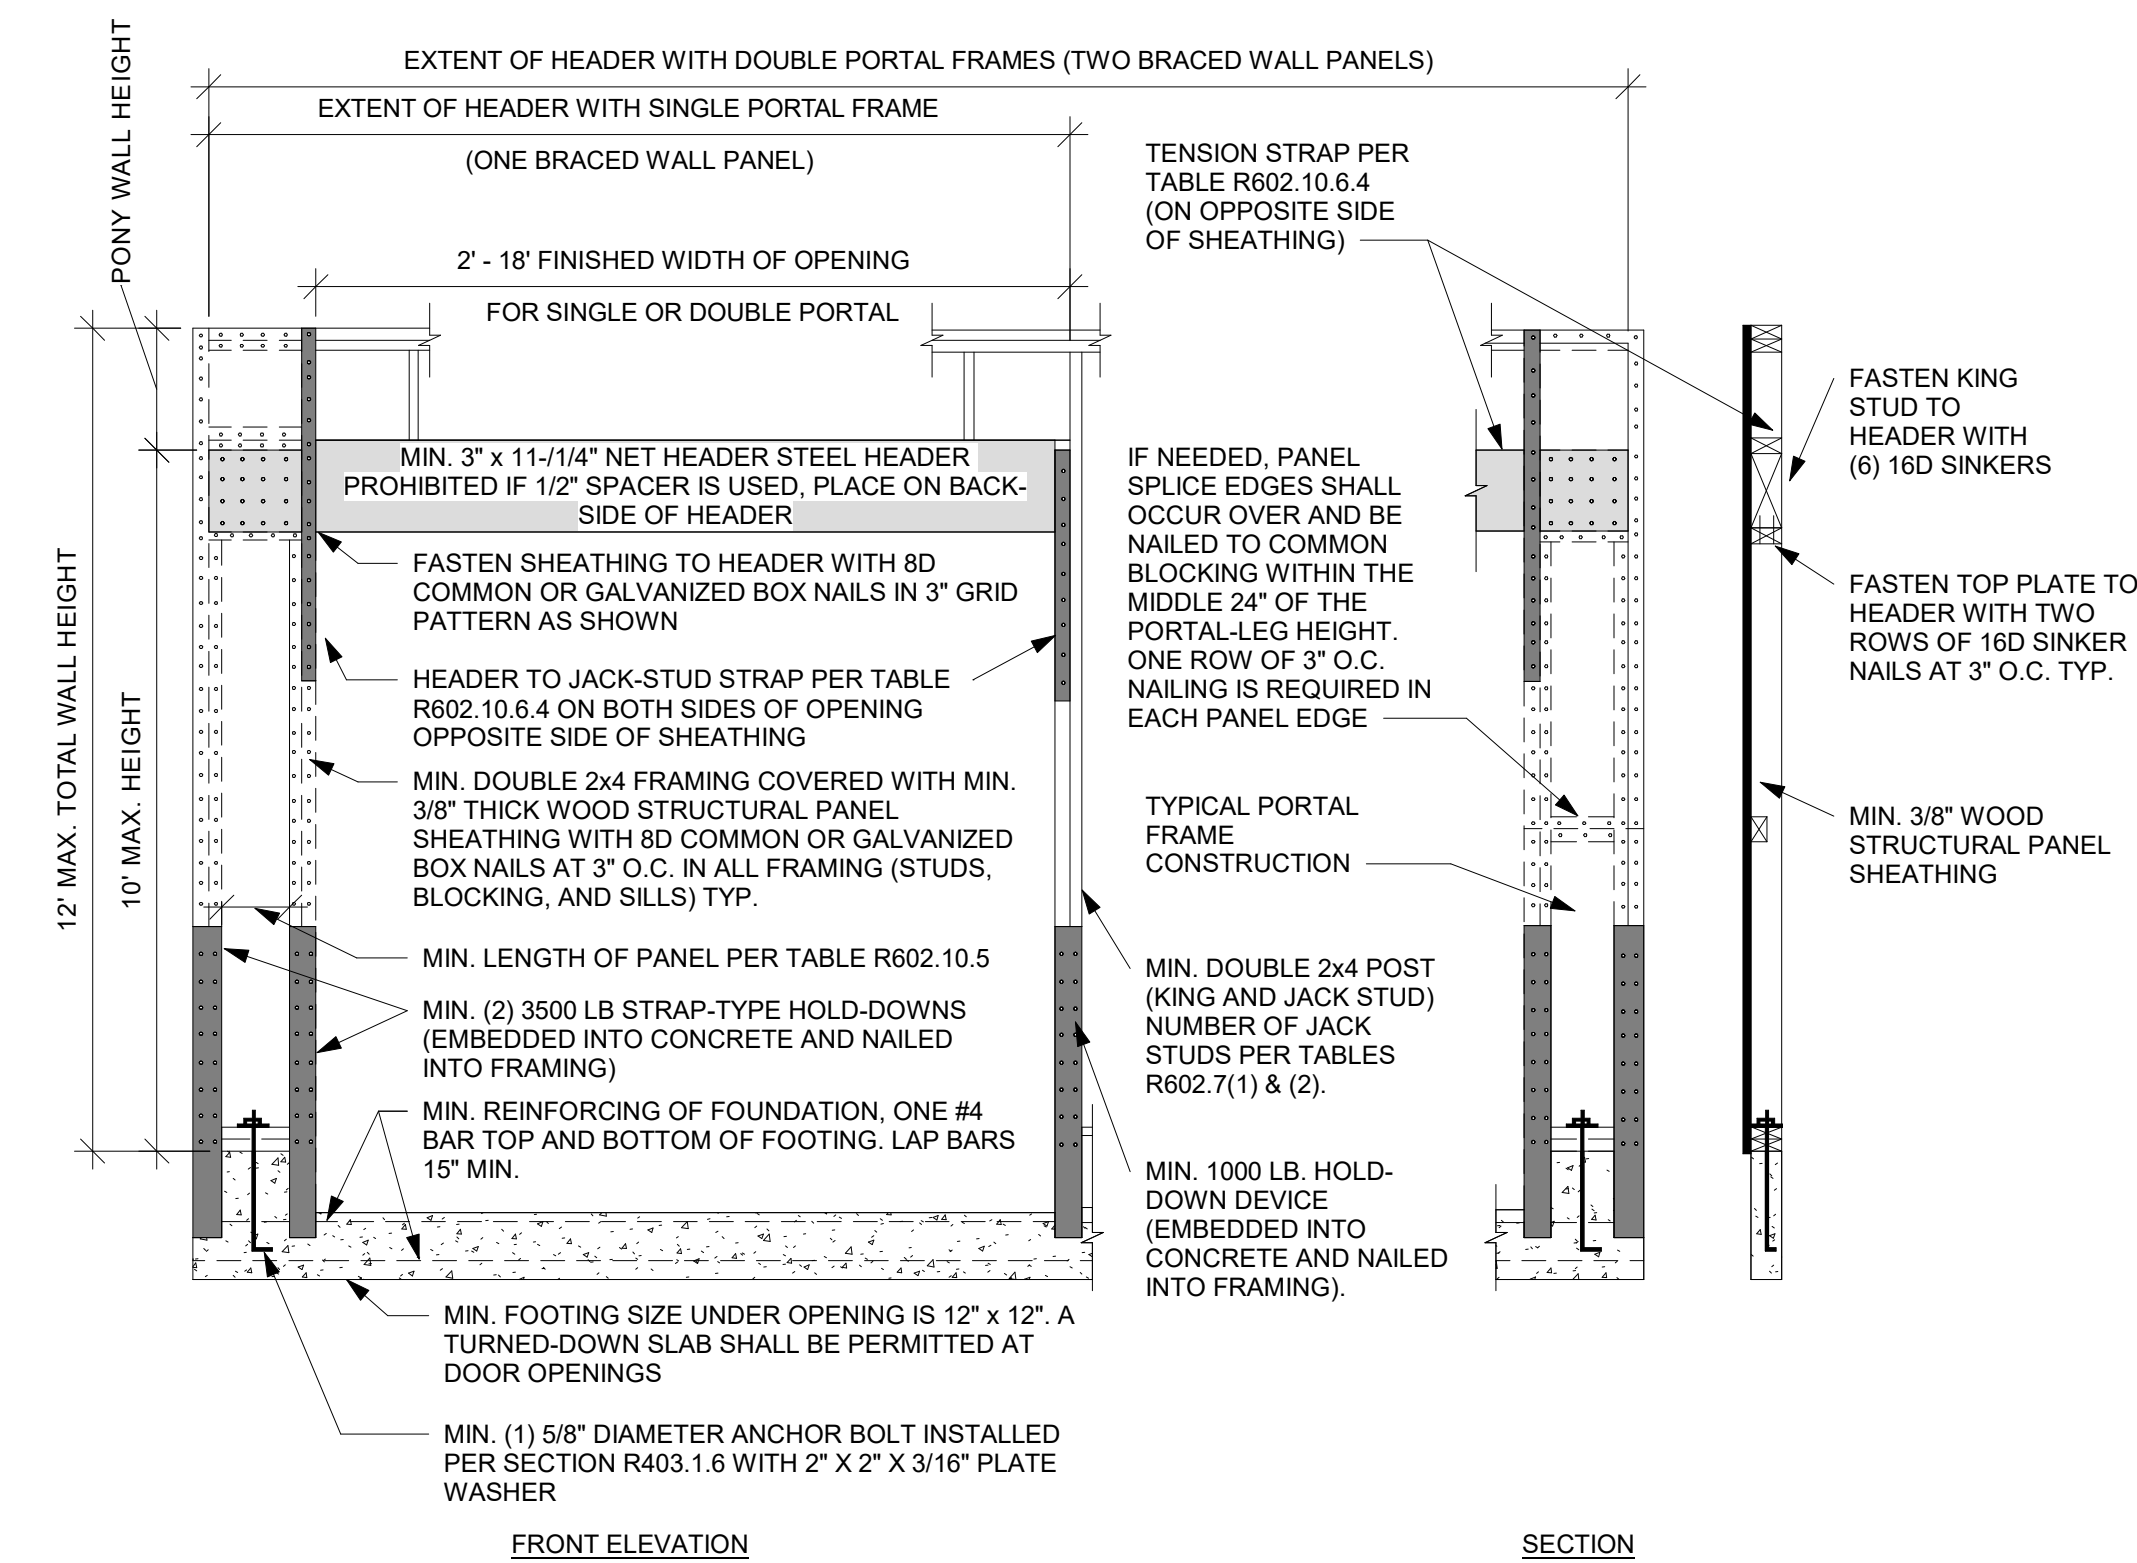 EXTENT OF HEADER WITH DOUBLE PORTAL FRAMES (TWO BRACED WALL PANELS)
EXTENT OF HEADER WITH SINGLE PORTAL FRAME
(ONE BRACED WALL PANEL)
PONY WALL HEIGHT
2' - 18' FINISHED WIDTH OF OPENING
FOR SINGLE OR DOUBLE PORTAL
TENSION STRAP PER
TABLE R602.10.6.4
(ON OPPOSITE SIDE
OF SHEATHING)
12' MAX. TOTAL WALL HEIGHT
10' MAX. HEIGHT
MIN. 3" x 11-/1/4" NET HEADER STEEL HEADER
PROHIBITED IF 1/2" SPACER IS USED, PLACE ON BACK-
SIDE OF HEADER
FASTEN SHEATHING TO HEADER WITH 8D
COMMON OR GALVANIZED BOX NAILS IN 3" GRID
PATTERN AS SHOWN
HEADER TO JACK-STUD STRAP PER TABLE
R602.10.6.4 ON BOTH SIDES OF OPENING
OPPOSITE SIDE OF SHEATHING
MIN. DOUBLE 2x4 FRAMING COVERED WITH MIN.
3/8" THICK WOOD STRUCTURAL PANEL
SHEATHING WITH 8D COMMON OR GALVANIZED
BOX NAILS AT 3" O.C. IN ALL FRAMING (STUDS,
BLOCKING, AND SILLS) TYP.
MIN. LENGTH OF PANEL PER TABLE R602.10.5
MIN. (2) 3500 LB STRAP-TYPE HOLD-DOWNS
(EMBEDDED INTO CONCRETE AND NAILED
INTO FRAMING)
MIN. REINFORCING OF FOUNDATION, ONE #4
BAR TOP AND BOTTOM OF FOOTING. LAP BARS
15" MIN.
MIN. FOOTING SIZE UNDER OPENING IS 12" x 12". A
TURNED-DOWN SLAB SHALL BE PERMITTED AT
DOOR OPENINGS
MIN. (1) 5/8" DIAMETER ANCHOR BOLT INSTALLED
PER SECTION R403.1.6 WITH 2" X 2" X 3/16" PLATE
WASHER
FRONT ELEVATION
IF NEEDED, PANEL
SPLICE EDGES SHALL
OCCUR OVER AND BE
NAILED TO COMMON
BLOCKING WITHIN THE
MIDDLE 24" OF THE
PORTAL-LEG HEIGHT.
ONE ROW OF 3" O.C.
NAILING IS REQUIRED IN
EACH PANEL EDGE
TYPICAL PORTAL
FRAME
CONSTRUCTION
MIN. DOUBLE 2x4 POST
(KING AND JACK STUD)
NUMBER OF JACK
STUDS PER TABLES
R602.7(1) & (2).
MIN. 1000 LB. HOLD-
DOWN DEVICE
(EMBEDDED INTO
CONCRETE AND NAILED
INTO FRAMING).
FASTEN KING
STUD TO
HEADER WITH
(6) 16D SINKERS
FASTEN TOP PLATE TO
HEADER WITH TWO
ROWS OF 16D SINKER
NAILS AT 3" O.C. TYP.
MIN. 3/8" WOOD
STRUCTURAL PANEL
SHEATHING
SECTION